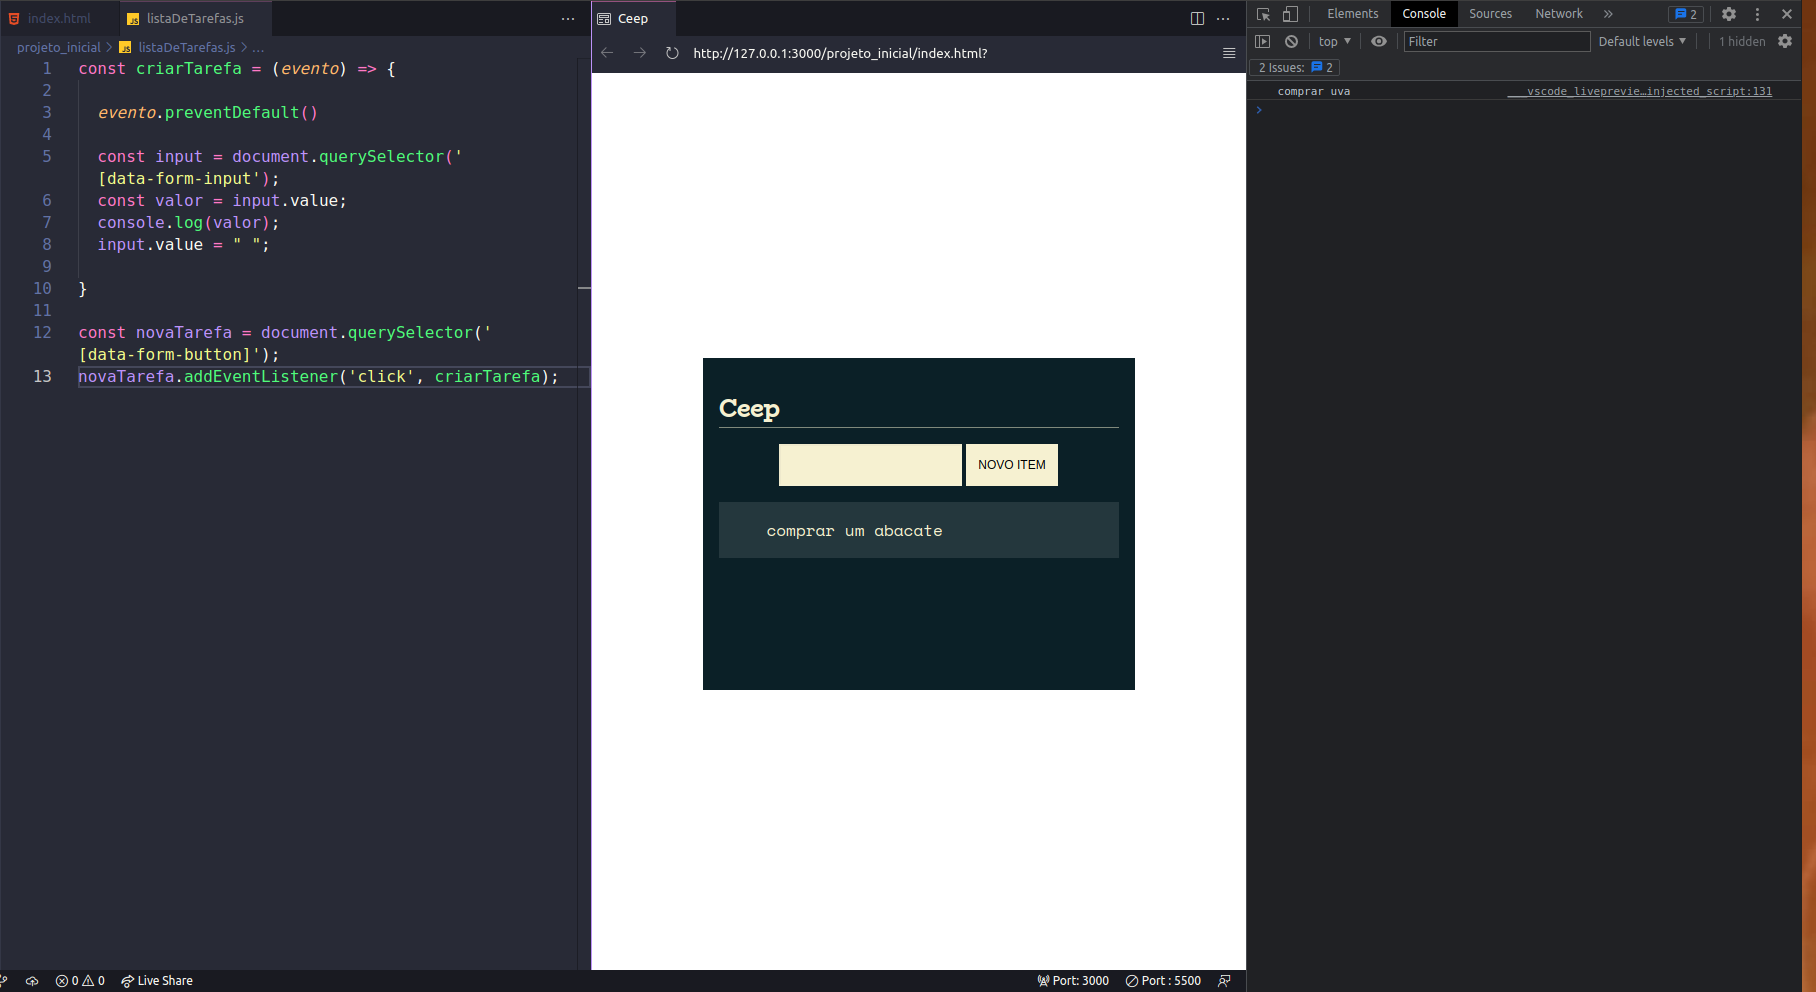 index.html
listaDeTarefas.js
projeto_inicial > listaDeTarefas.js > ...
1 const criarTarefa = (evento) => {
2
3 evento.preventDefault()
4
5 const input = document.querySelector('
[data-form-input');
6 const valor = input.value;
7 console.log(valor);
8 input.value = " ";
9
10 }
11
12 const novaTarefa = document.querySelector('
[data-form-button]');
13 novaTarefa.addEventListener('click', criarTarefa);
Ceep
http://127.0.0.1:3000/projeto_inicial/index.html?
Ceep
NOVO ITEM
comprar um abacate
Elements Console Sources Network » 2
top Filter Default levels 1 hidden
2 Issues: 2
comprar uva ___vscode_liveprevie…injected_script:131
0 0 Live Share Port: 3000 Port : 5500